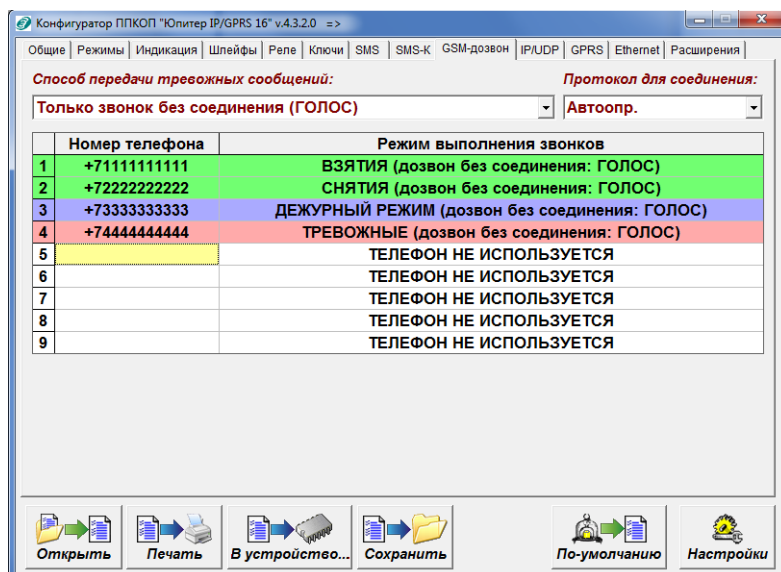 Конфигуратор ППКОП "Юпитер IP/GPRS 16" v.4.3.2.0 =>
Общие Режимы Индикация Шлейфы Реле Ключи SMS SMS-К GSM-дозвон IP/UDP GPRS Ethernet Расширения
Способ передачи тревожных сообщений: Протокол для соединения:
Только звонок без соединения (ГОЛОС) Автоопр.
Номер телефона Режим выполнения звонков
1 +71111111111 ВЗЯТИЯ (дозвон без соединения: ГОЛОС)
2 +72222222222 СНЯТИЯ (дозвон без соединения: ГОЛОС)
3 +73333333333 ДЕЖУРНЫЙ РЕЖИМ (дозвон без соединения: ГОЛОС)
4 +74444444444 ТРЕВОЖНЫЕ (дозвон без соединения: ГОЛОС)
5 ТЕЛЕФОН НЕ ИСПОЛЬЗУЕТСЯ
6 ТЕЛЕФОН НЕ ИСПОЛЬЗУЕТСЯ
7 ТЕЛЕФОН НЕ ИСПОЛЬЗУЕТСЯ
8 ТЕЛЕФОН НЕ ИСПОЛЬЗУЕТСЯ
9 ТЕЛЕФОН НЕ ИСПОЛЬЗУЕТСЯ
Открыть Печать В устройство... Сохранить По-умолчанию Настройки